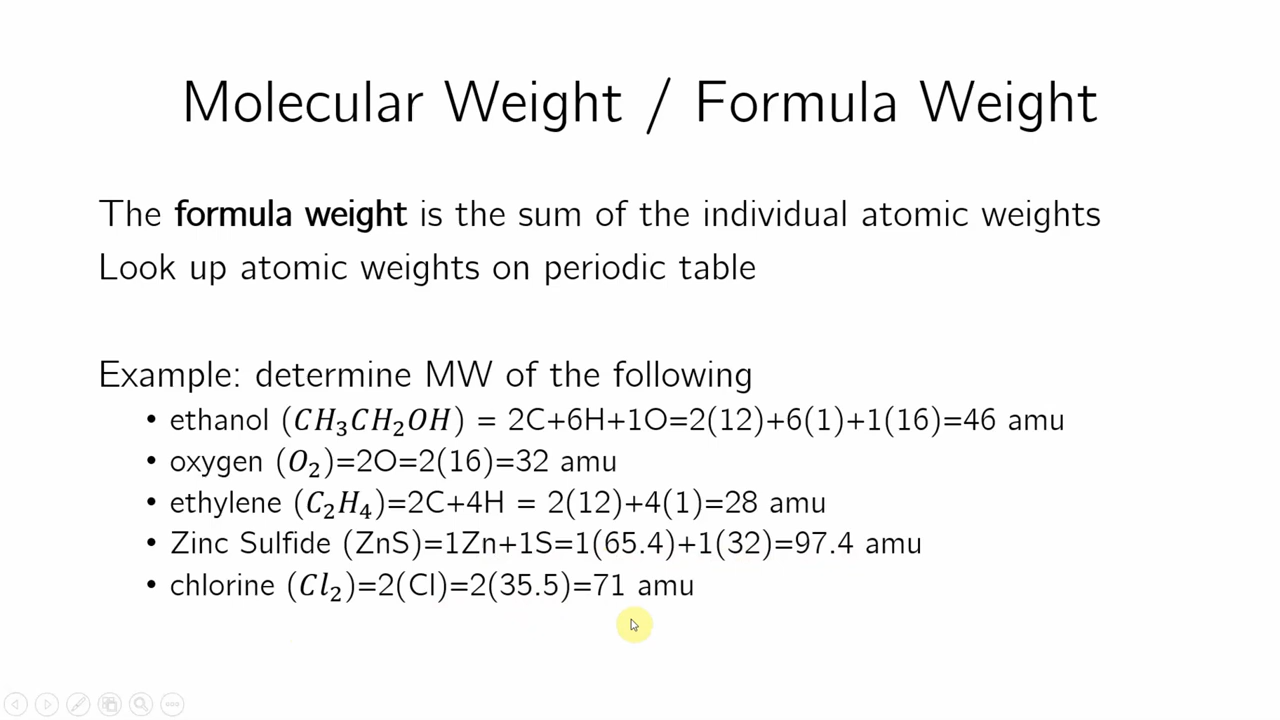 Molecular Weight / Formula Weight
The formula weight is the sum of the individual atomic weights
Look up atomic weights on periodic table
Example: determine MW of the following
• ethanol (CH₃CH₂OH) = 2C+6H+1O=2(12)+6(1)+1(16)=46 amu
• oxygen (O₂)=2O=2(16)=32 amu
• ethylene (C₂H₄)=2C+4H = 2(12)+4(1)=28 amu
• Zinc Sulfide (ZnS)=1Zn+1S=1(65.4)+1(32)=97.4 amu
• chlorine (Cl₂)=2(Cl)=2(35.5)=71 amu